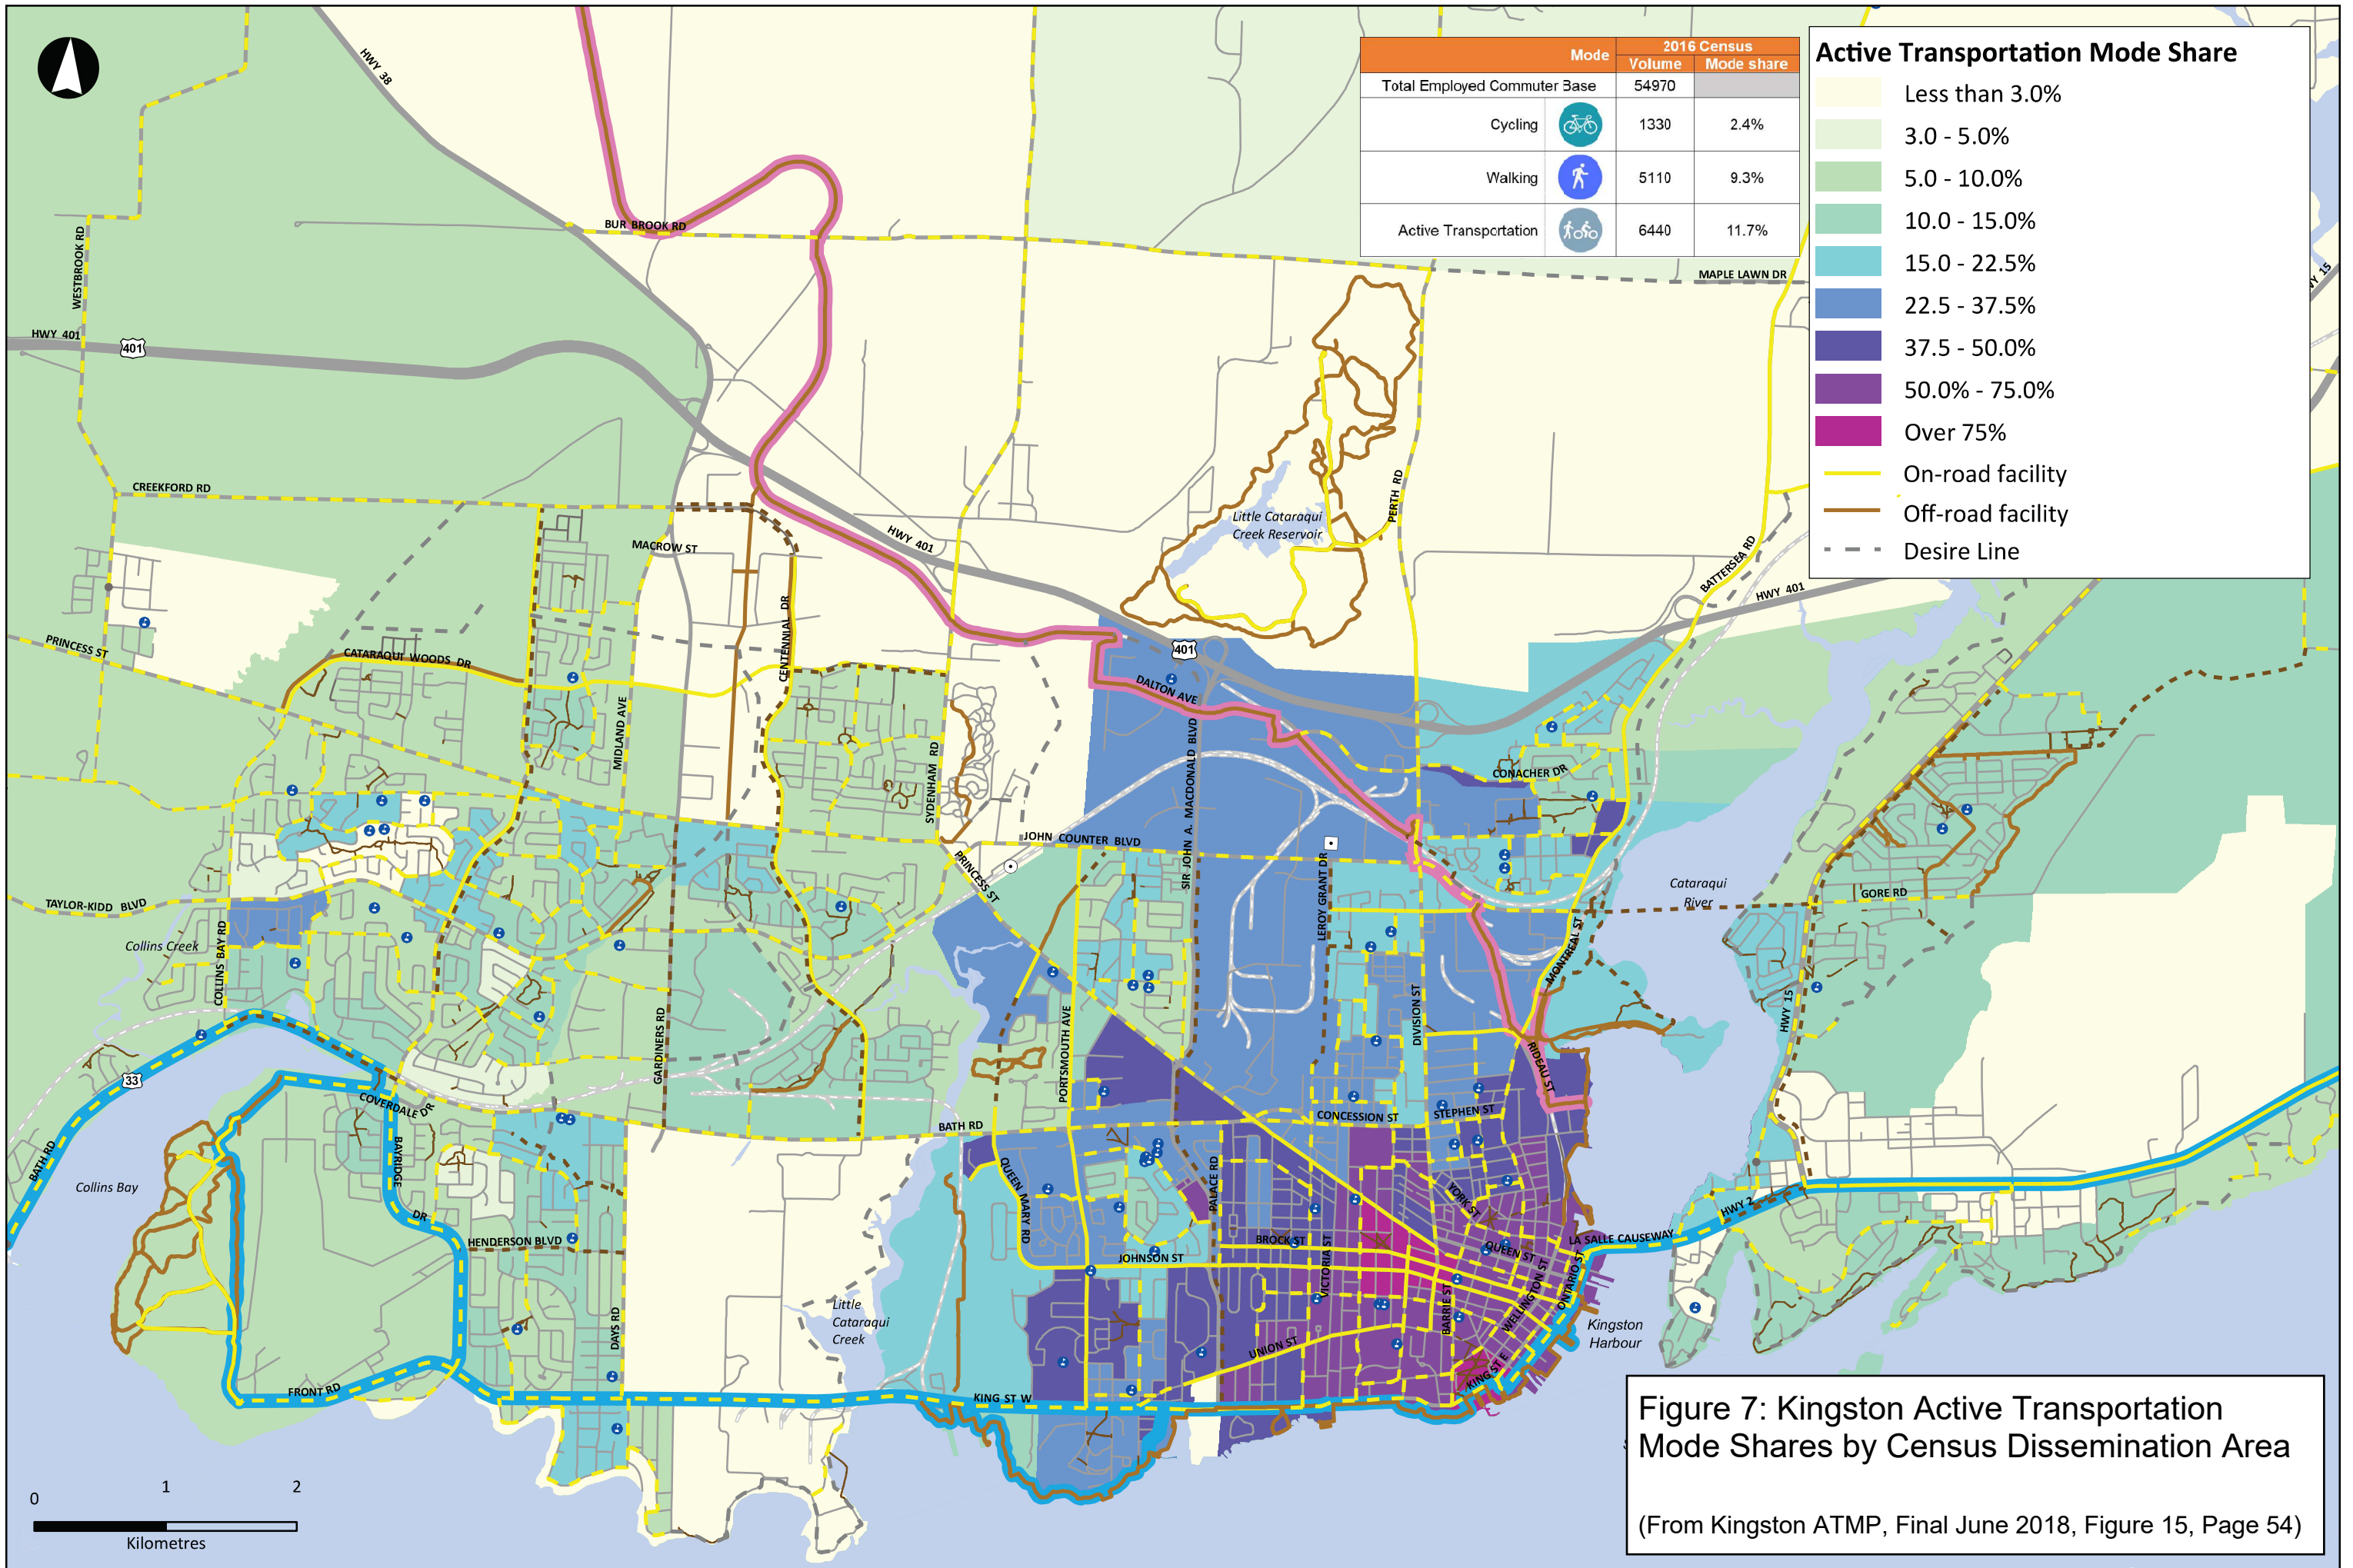 HWY 38
BUR BROOK RD
WESTBROOK RD
HWY 401
401
CREEKFORD RD
MACROW ST
HWY 401
PRINCESS ST
CATARAQUI WOODS DR
CENTENNIAL DR
MIDLAND AVE
SYDENHAM RD
Little Cataraqui
Creek Reservoir
PERTH RD
MAPLE LAWN DR
BATTERSEA RD
HWY 401
HWY 15
401
DALTON AVE
SIR JOHN A. MACDONALD BLVD
CONACHER DR
JOHN COUNTER BLVD
PRINCESS ST
LEROY GRANT DR
TAYLOR-KIDD BLVD
Collins Creek
COLLINS BAY RD
GARDINERS RD
PORTMOUTH AVE
DIVISION ST
MONTREAL ST
Cataraqui
River
GORE RD
HWY 15
RIDEAU ST
33
BATH RD
COVERDALE DR
BAYRIDGE
DR
Collins Bay
HENDERSON BLVD
DAYS RD
FRONT RD
BATH RD
CONCESSION ST
STEPHEN ST
QUEEN MARY RD
PALACE RD
YORK ST
BROCK ST
JOHNSON ST
VICTORIA ST
QUEEN ST
LA SALLE CAUSEWAY
HWY 2
ONTARIO ST
WELLINGTON ST
BARRIE ST
UNION ST
KING ST E
KING ST W
Little
Cataraqui
Creek
Kingston
Harbour
Mode
2016 Census
Volume Mode share
Total Employed Commuter Base 54970
Cycling 1330 2.4%
Walking 5110 9.3%
Active Transportation 6440 11.7%
Active Transportation Mode Share
Less than 3.0%
3.0 - 5.0%
5.0 - 10.0%
10.0 - 15.0%
15.0 - 22.5%
22.5 - 37.5%
37.5 - 50.0%
50.0% - 75.0%
Over 75%
On-road facility
Off-road facility
Desire Line
0 1 2
Kilometres
Figure 7: Kingston Active Transportation
Mode Shares by Census Dissemination Area
(From Kingston ATMP, Final June 2018, Figure 15, Page 54)